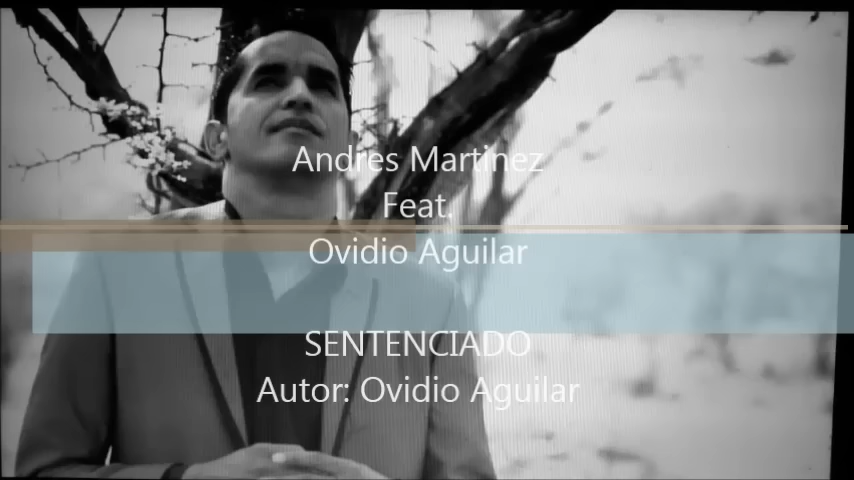 Andres Martinez
Feat.
Ovidio Aguilar
SENTENCIADO
Autor: Ovidio Aguilar